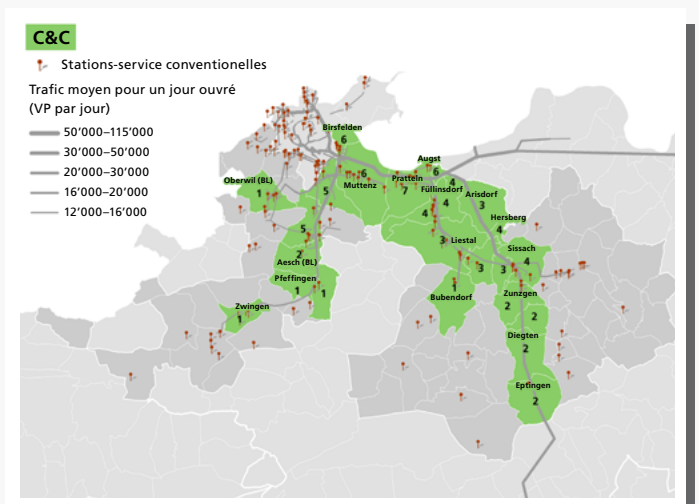 C&C
Stations-service conventionelles
Trafic moyen pour un jour ouvré
(VP par jour)
50’000–115’000
30’000–50’000
20’000–30’000
16’000–20’000
12’000–16’000
Birsfelden
6
Augst
6
Oberwil (BL)
1
5
6
Muttenz
Pratteln
7
4
Füllinsdorf
4
4
Arisdorf
3
Hersberg
4
5
3
Liestal
Sissach
4
2
Aesch (BL)
3
3
Pfeffingen
1
1
1
Bubendorf
Zunzgen
2
2
Zwingen
1
Diegten
2
Eptingen
2